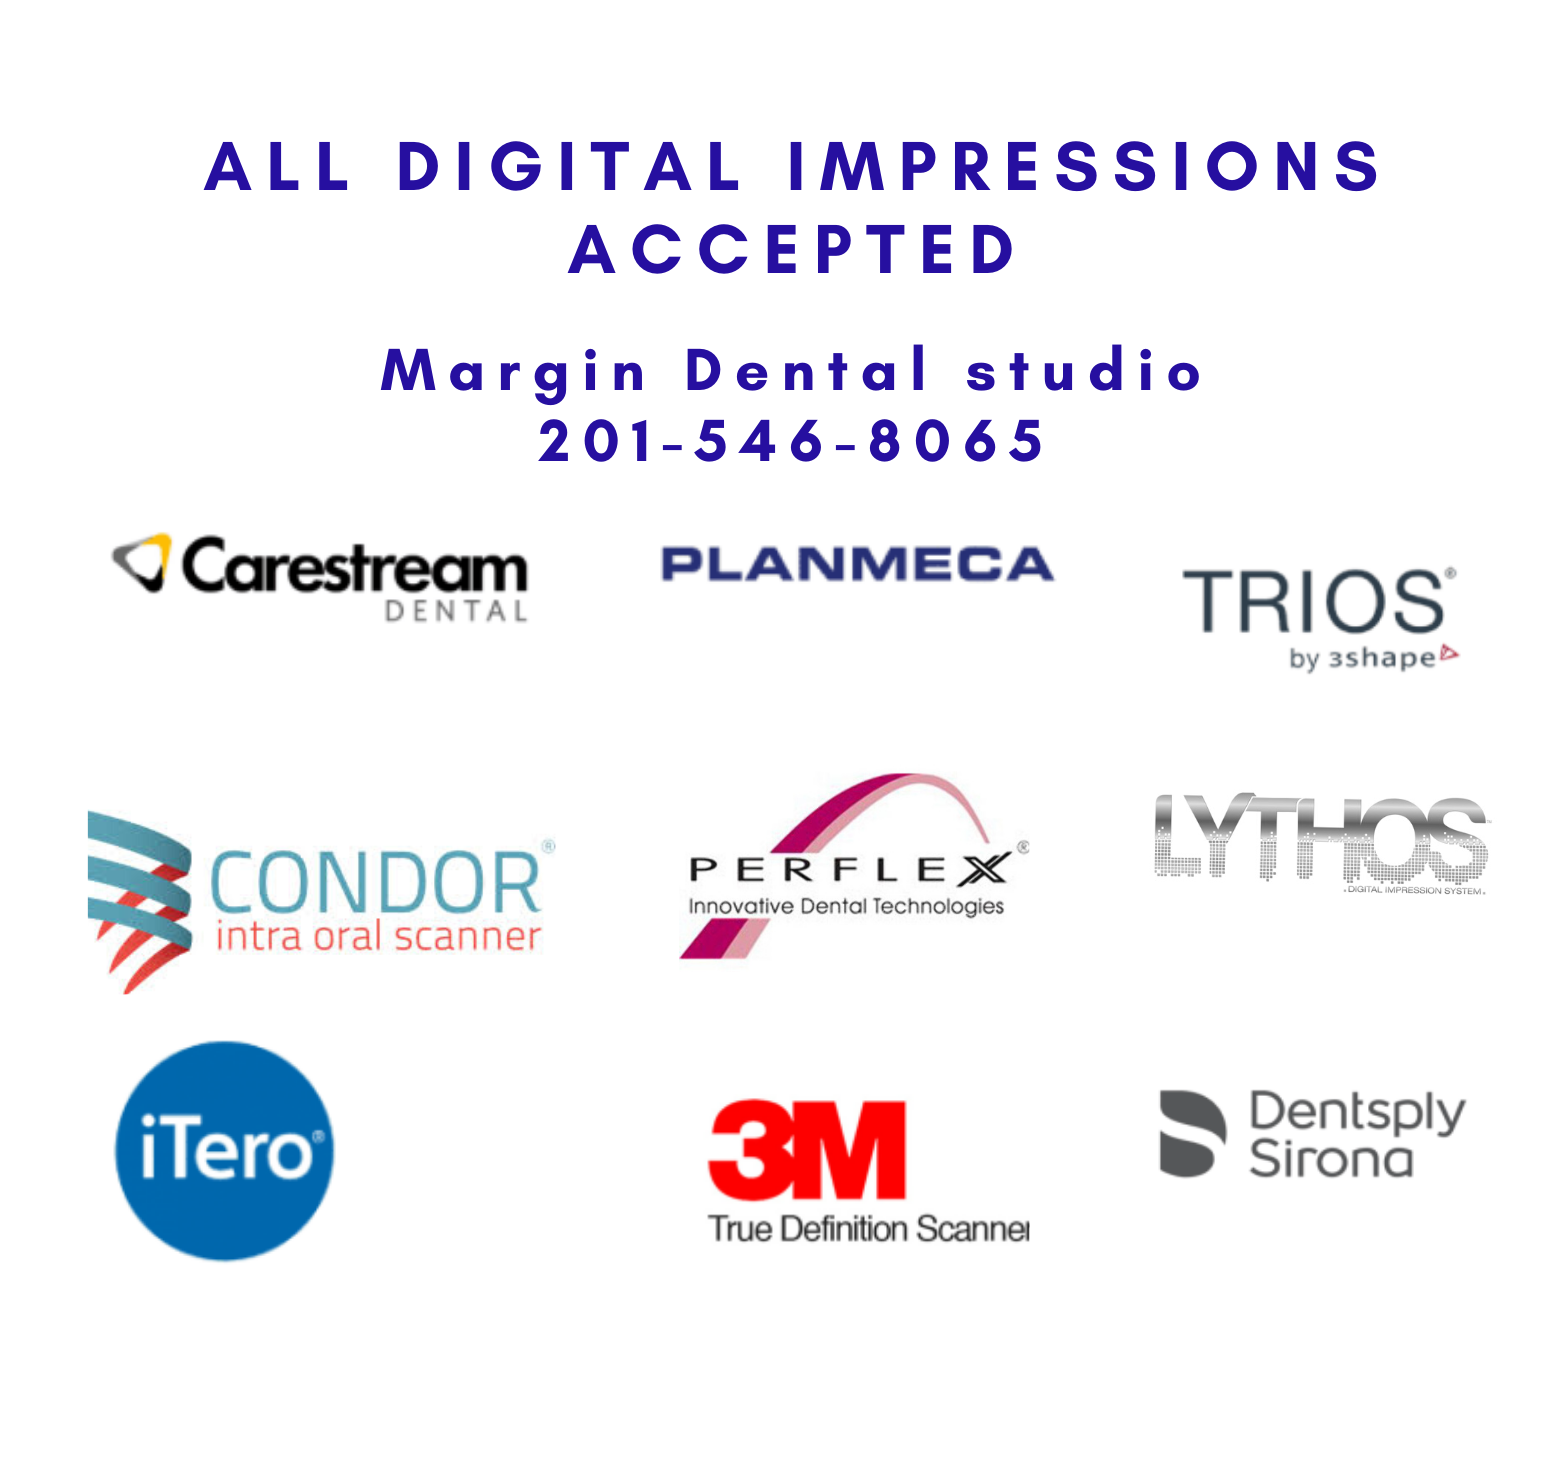 ALL DIGITAL IMPRESSIONS
ACCEPTED
Margin Dental studio
201-546-8065
Carestream
DENTAL
PLANMECA
TRIOS®
by 3shape
CONDOR®
intra oral scanner
PERFLEX®
Innovative Dental Technologies
LYTHOS™
DIGITAL IMPRESSION SYSTEM
iTero®
3M
True Definition Scanner
Dentsply
Sirona